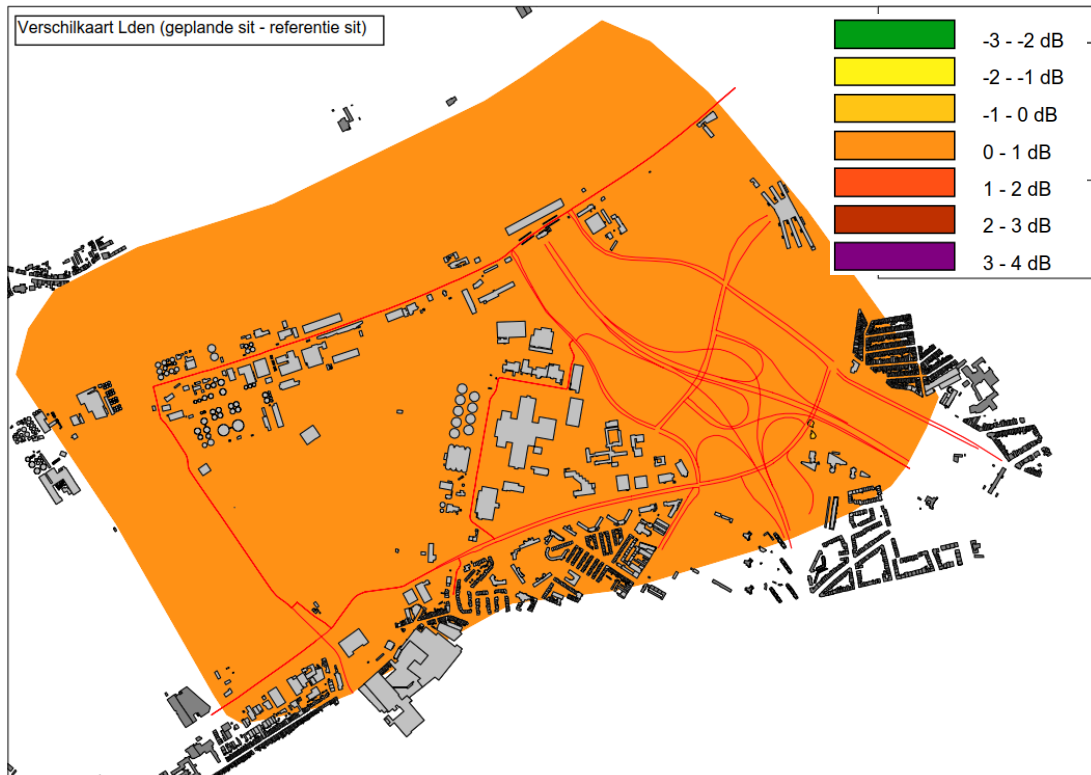 Verschilkaart Lden (geplande sit - referentie sit)
-3 - -2 dB
-2 - -1 dB
-1 - 0 dB
0 - 1 dB
1 - 2 dB
2 - 3 dB
3 - 4 dB